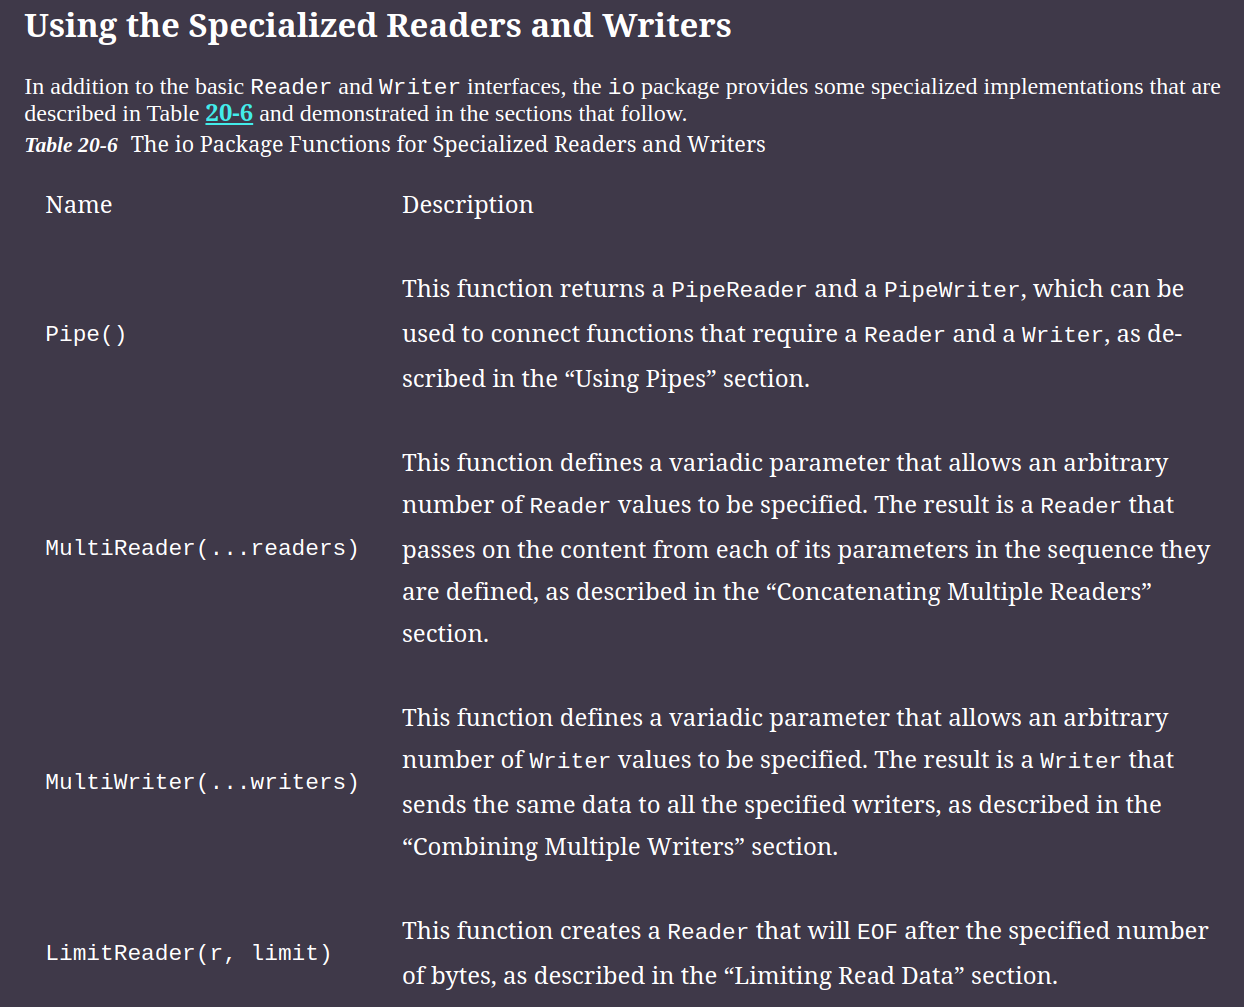 Using the Specialized Readers and Writers
In addition to the basic Reader and Writer interfaces, the io package provides some specialized implementations that are
described in Table 20-6 and demonstrated in the sections that follow.
Table 20-6 The io Package Functions for Specialized Readers and Writers
Name Description
This function returns a PipeReader and a PipeWriter, which can be
Pipe() used to connect functions that require a Reader and a Writer, as de-
scribed in the “Using Pipes” section.
This function defines a variadic parameter that allows an arbitrary
number of Reader values to be specified. The result is a Reader that
MultiReader(...readers) passes on the content from each of its parameters in the sequence they
are defined, as described in the “Concatenating Multiple Readers”
section.
This function defines a variadic parameter that allows an arbitrary
number of Writer values to be specified. The result is a Writer that
MultiWriter(...writers) sends the same data to all the specified writers, as described in the
“Combining Multiple Writers” section.
This function creates a Reader that will EOF after the specified number
LimitReader(r, limit) of bytes, as described in the “Limiting Read Data” section.